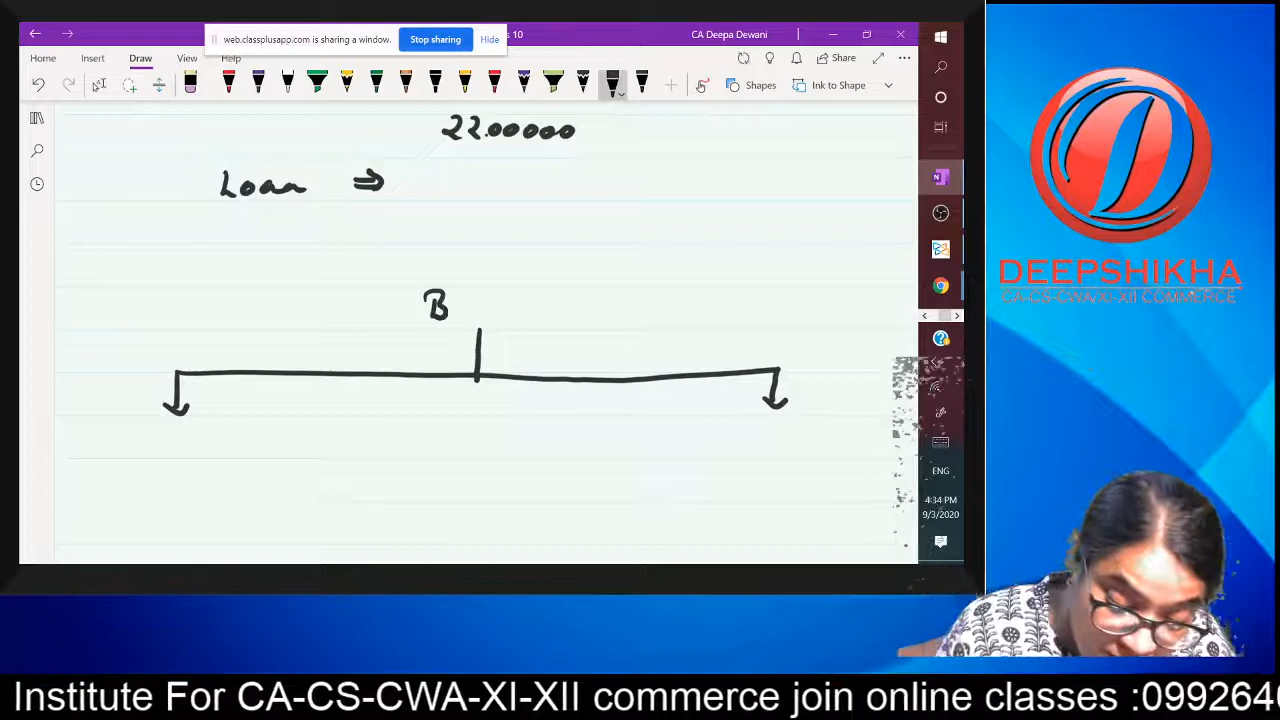 web.classplusapp.com is sharing a window.
Stop sharing
Hide
s 10
CA Deepa Dewani
Home
Insert
Draw
View
Help
Share
Shapes
Ink to Shape
22.00000
Loan ⇒
B
ENG
4:34 PM
9/3/2020
DEEPSHIKHA
CA-CS-CWA/XI-XII COMMERCE
Institute For CA-CS-CWA-XI-XII commerce join online classes :0992646